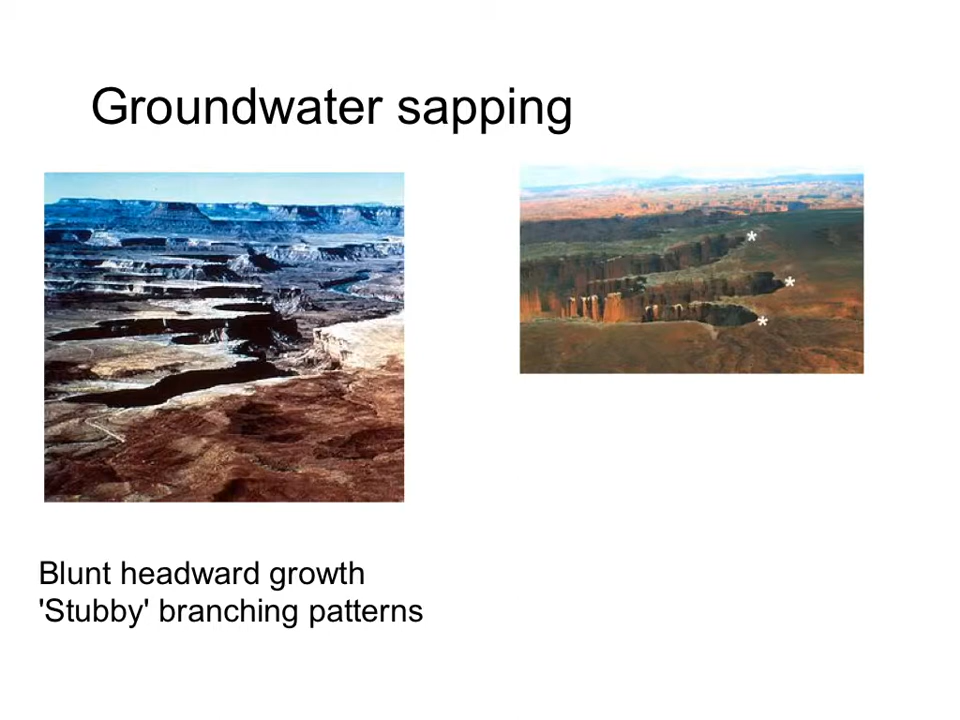 Groundwater sapping
*
*
*
Blunt headward growth
'Stubby' branching patterns